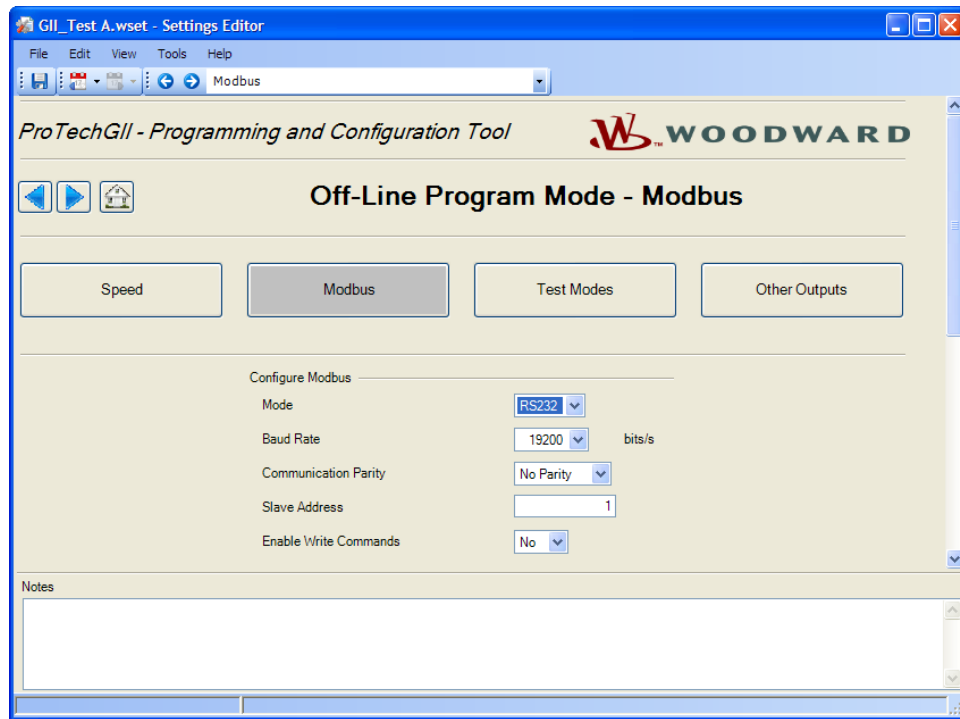 GII_Test A.wset - Settings Editor
File Edit View Tools Help
Modbus
ProTechGII - Programming and Configuration Tool
WOODWARD
Off-Line Program Mode - Modbus
Speed Modbus Test Modes Other Outputs
Configure Modbus
Mode RS232
Baud Rate 19200 bits/s
Communication Parity No Parity
Slave Address 1
Enable Write Commands No
Notes